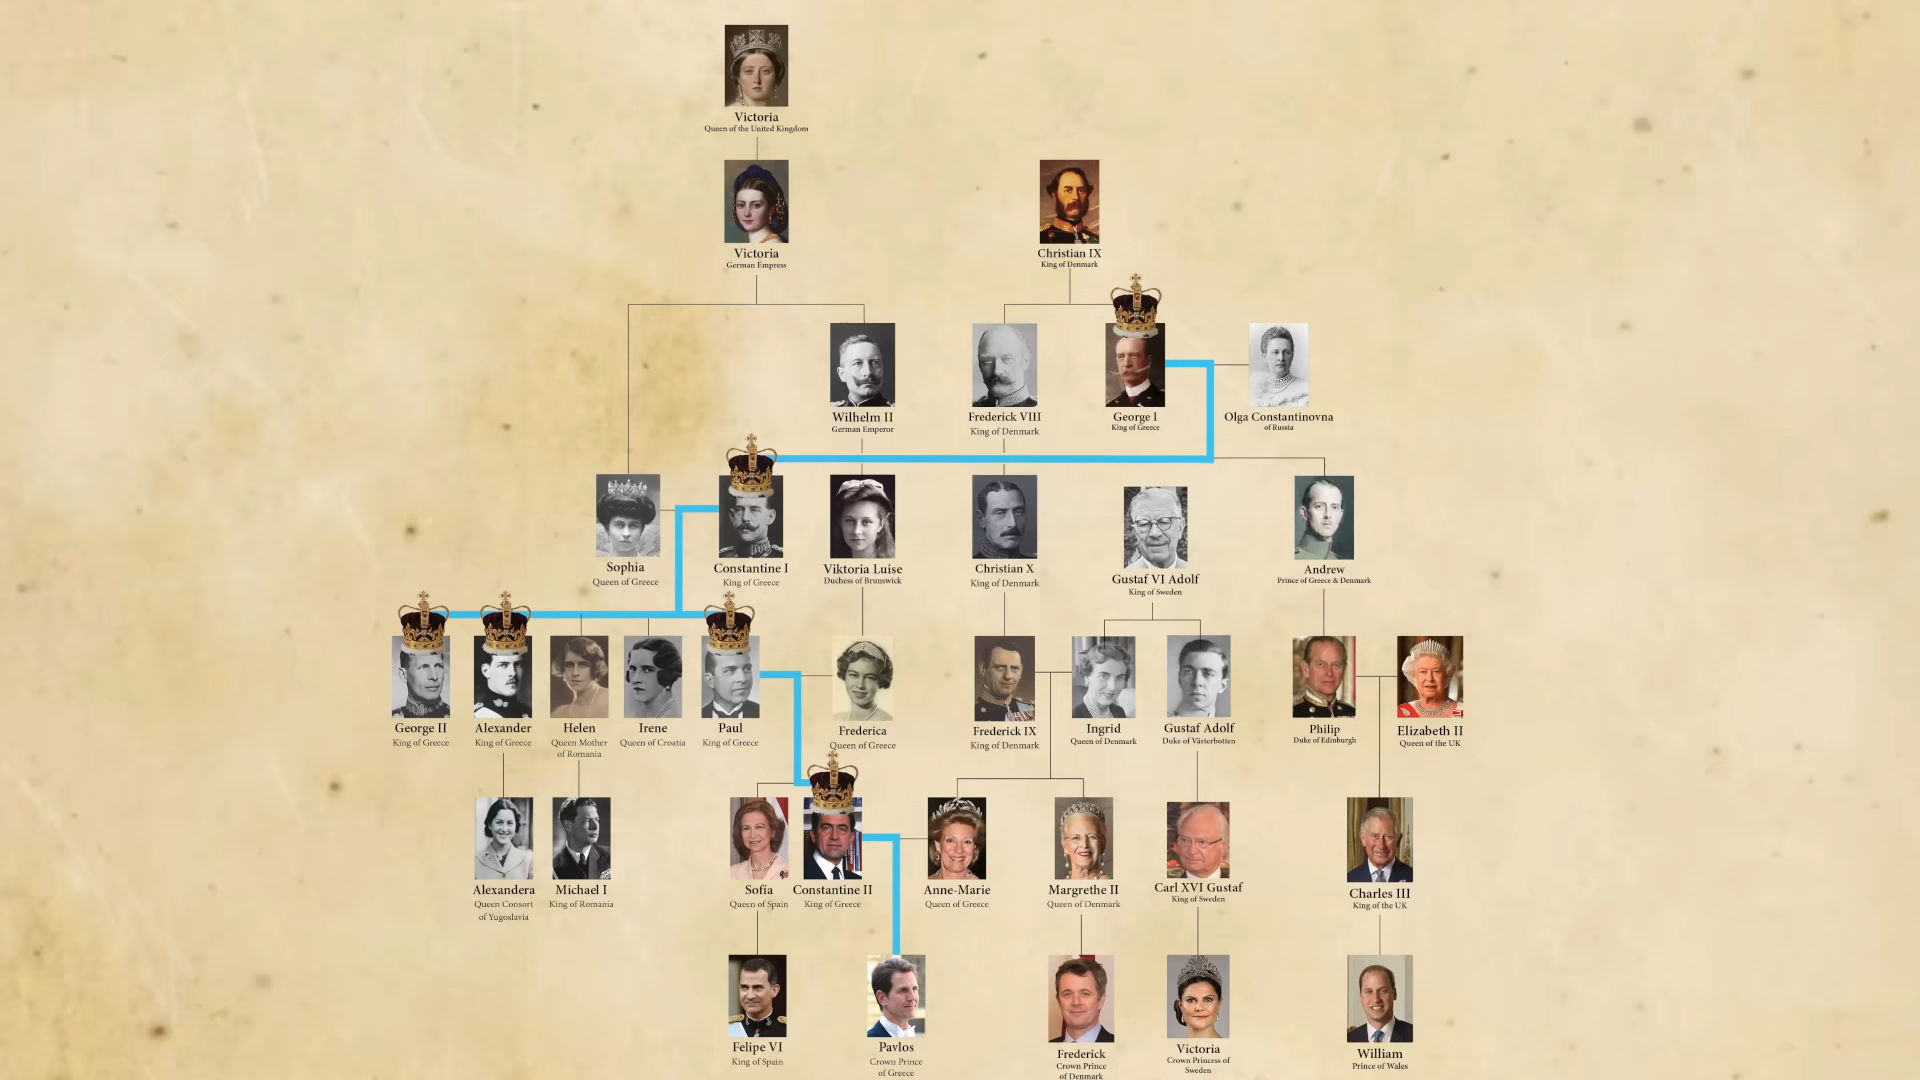 Victoria
Queen of the United Kingdom
Victoria
German Empress
Christian IX
King of Denmark
Wilhelm II
German Emperor
Frederick VIII
King of Denmark
George I
King of Greece
Olga Constantinovna
of Russia
Sophia
Queen of Greece
Constantine I
King of Greece
Viktoria Luise
Duchess of Brunswick
Christian X
King of Denmark
Gustaf VI Adolf
King of Sweden
Andrew
Prince of Greece & Denmark
George II
King of Greece
Alexander
King of Greece
Helen
Queen Mother
of Romania
Irene
Queen of Croatia
Paul
King of Greece
Frederica
Queen of Greece
Frederick IX
King of Denmark
Ingrid
Queen of Denmark
Gustaf Adolf
Duke of Västerbotten
Philip
Duke of Edinburgh
Elizabeth II
Queen of the UK
Alexandera
Queen Consort
of Yugoslavia
Michael I
King of Romania
Sofía
Queen of Spain
Constantine II
King of Greece
Anne-Marie
Queen of Greece
Margrethe II
Queen of Denmark
Carl XVI Gustaf
King of Sweden
Charles III
King of the UK
Felipe VI
King of Spain
Pavlos
Crown Prince
of Greece
Frederick
Crown Prince
of Denmark
Victoria
Crown Princess of
Sweden
William
Prince of Wales